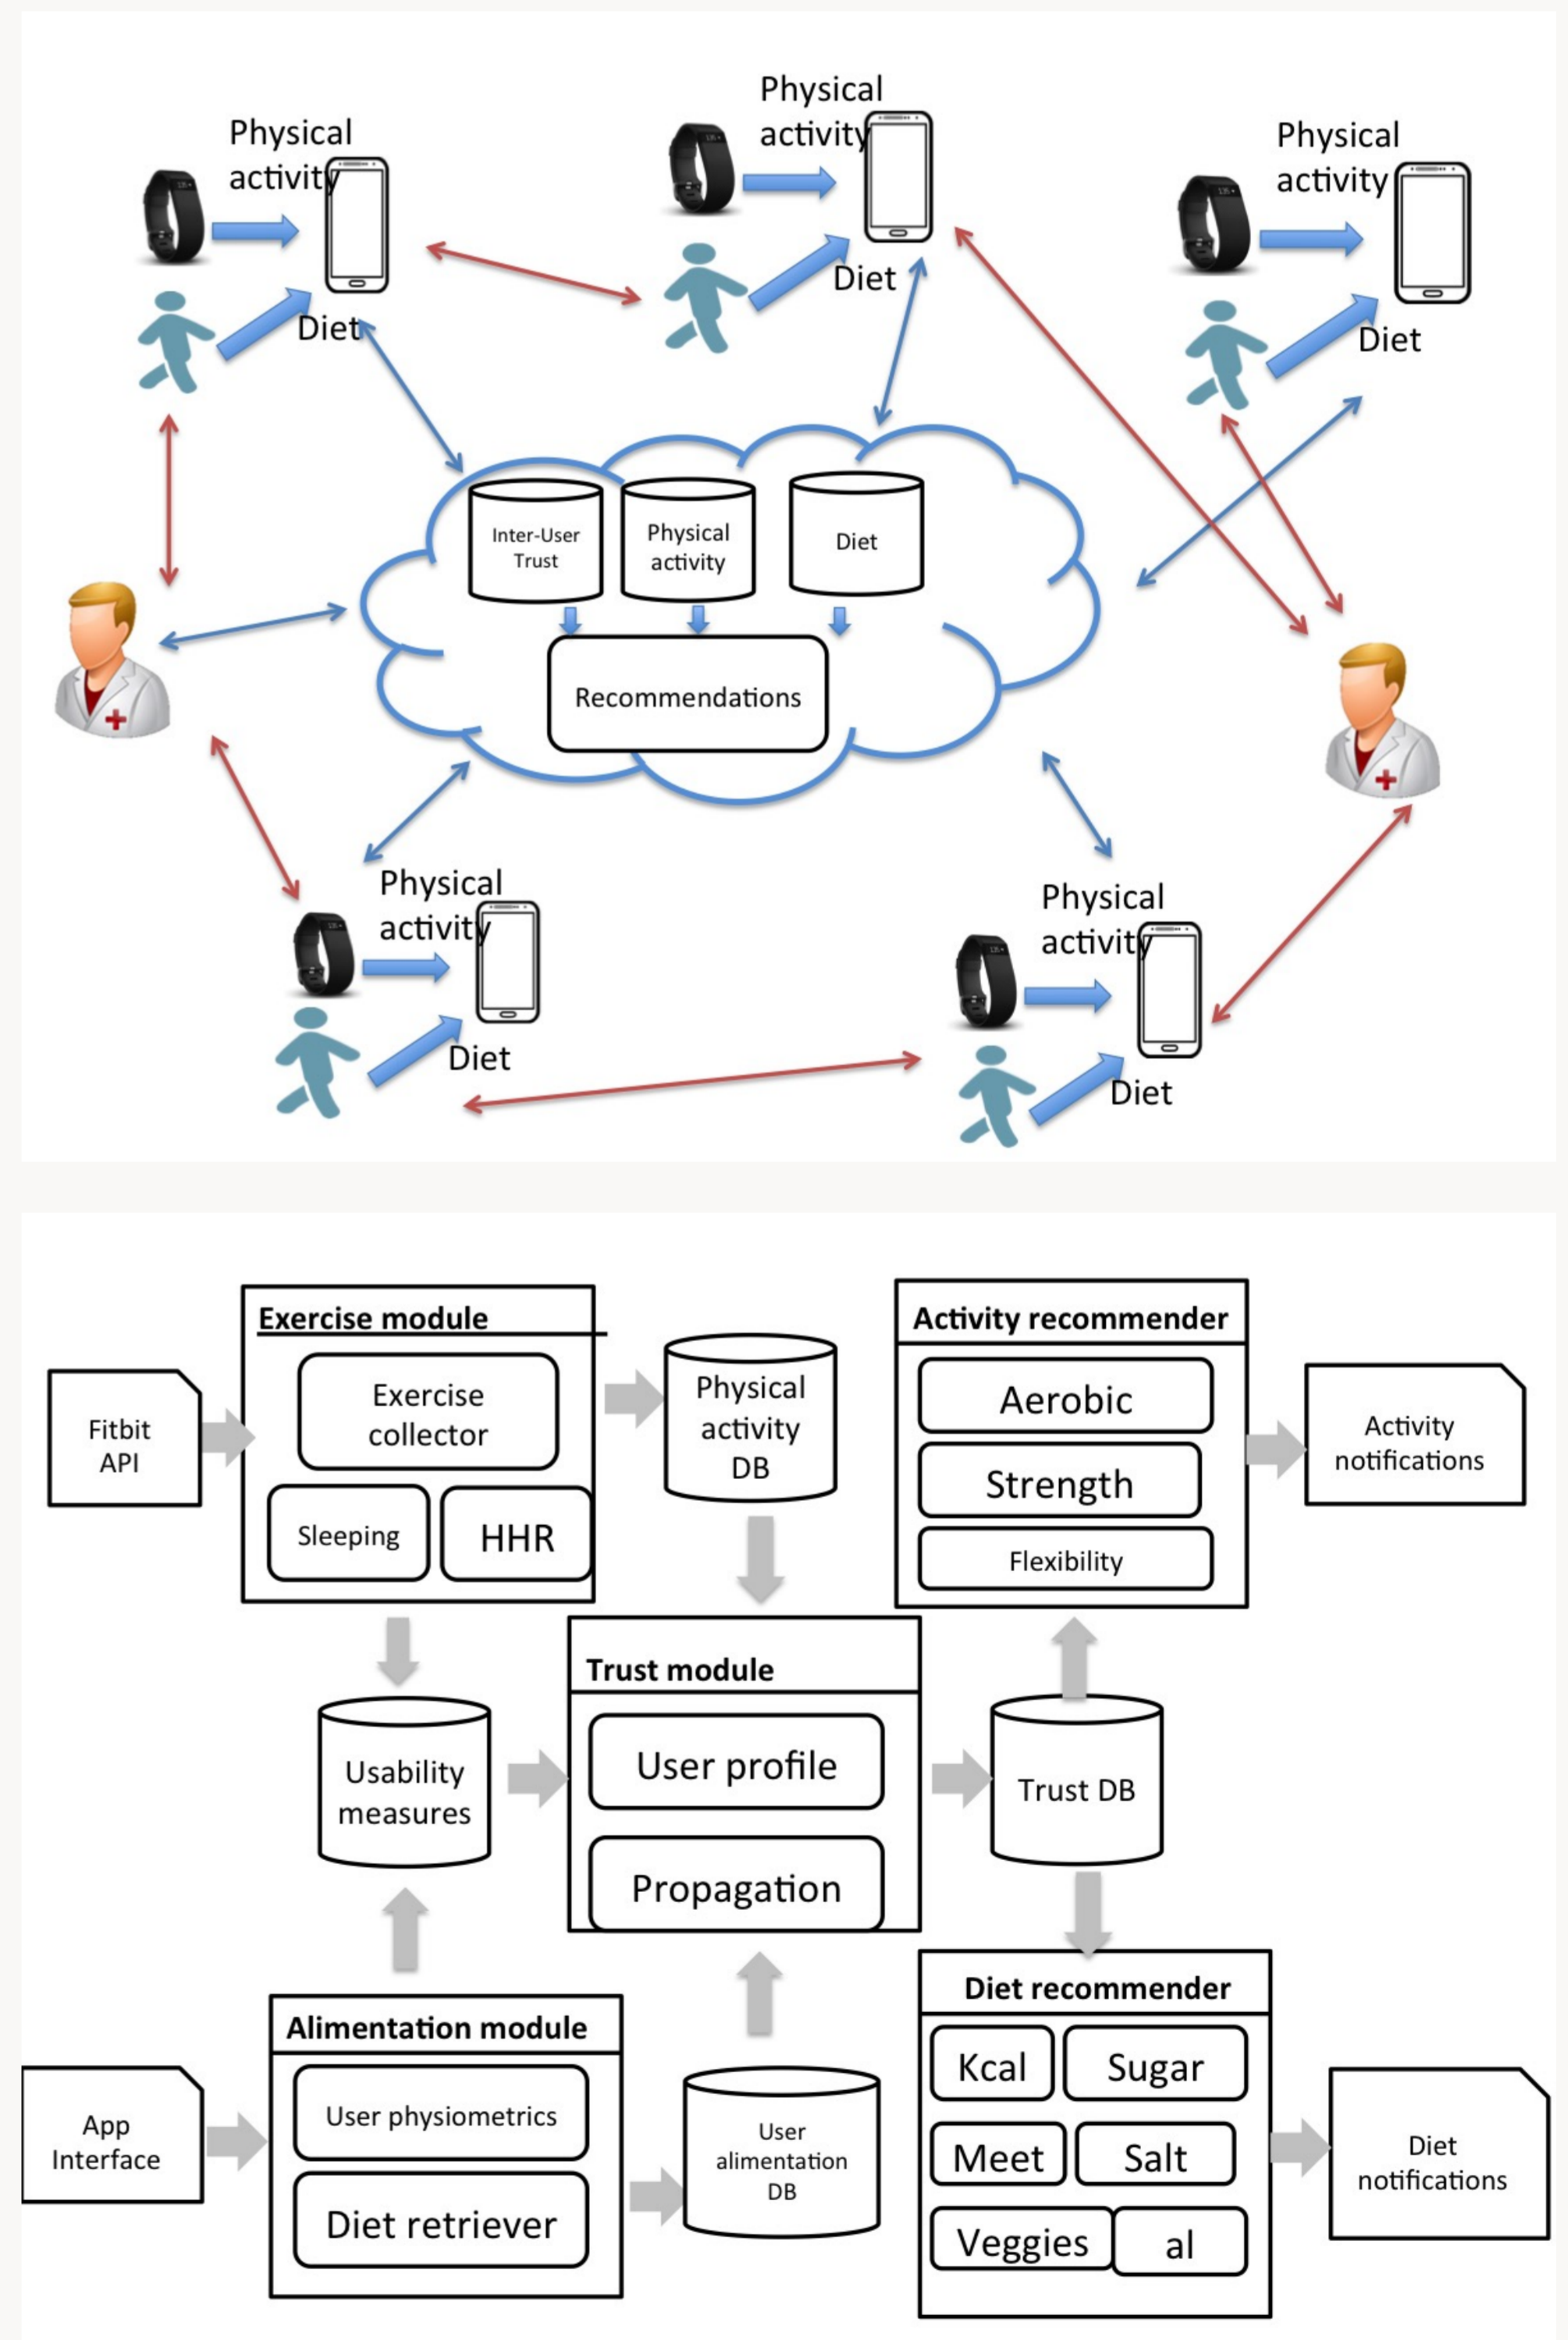 Physical
activity
Diet
Physical
activity
Diet
Physical
activity
Diet
Inter-User
Trust
Physical
activity
Diet
Recommendations
Physical
activity
Diet
Physical
activity
Diet
Exercise module
Exercise
collector
Sleeping
HHR
Fitbit
API
Physical
activity
DB
Activity recommender
Aerobic
Strength
Flexibility
Activity
notifications
Usability
measures
Trust module
User profile
Propagation
Trust DB
Alimentation module
User physiometrics
Diet retriever
App
Interface
User
alimentation
DB
Diet recommender
Kcal
Sugar
Meet
Salt
Veggies
al
Diet
notifications